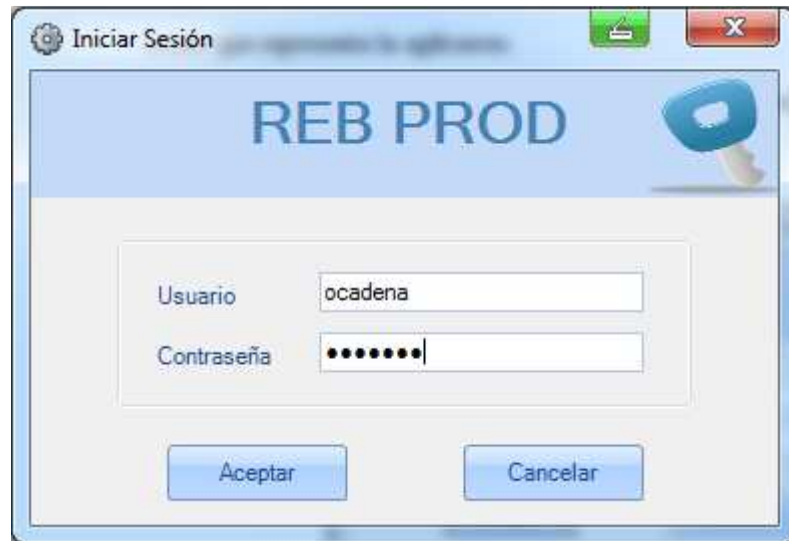 Iniciar Sesión
REB PROD
Usuario
ocadena
Contraseña
•••••••
Aceptar
Cancelar